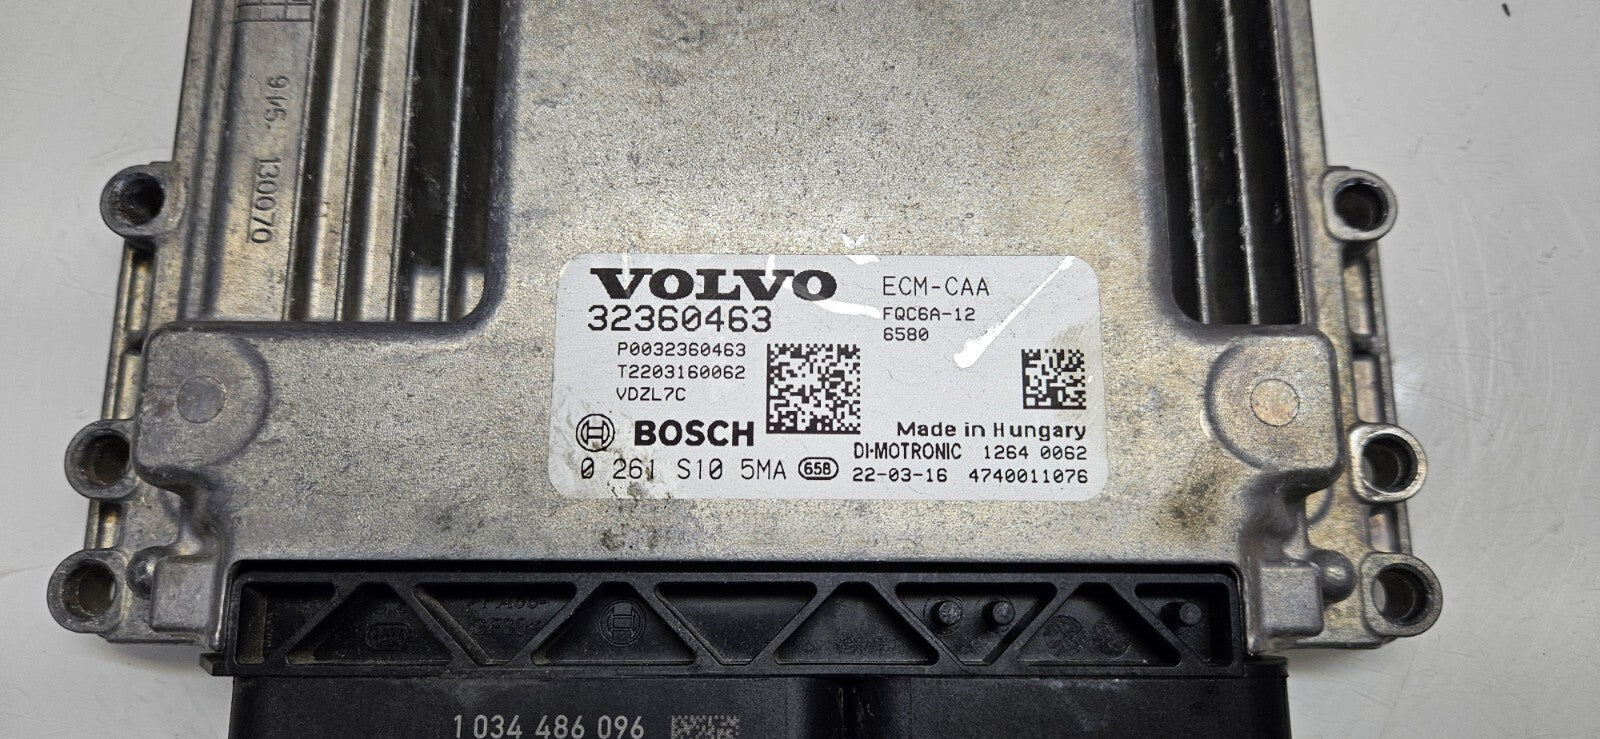 915. 130070
VOLVO
32360463
P0032360463
T2203160062
VDZL7C
ECM-CAA
FQC6A-12
6580
BOSCH
0 261 S10 5MA 658
Made in Hungary
DI-MOTRONIC 1264 0062
22-03-16 4740011076
1 034 486 096